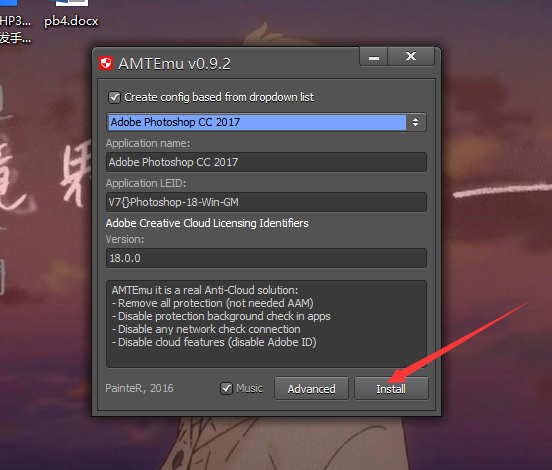 HP3...
发手...
pb4.docx
AMTEmu v0.9.2
Create config based from dropdown list
Adobe Photoshop CC 2017
Application name:
Adobe Photoshop CC 2017
Application LEID:
V7{}Photoshop-18-Win-GM
Adobe Creative Cloud Licensing Identifiers
Version:
18.0.0
AMTEmu it is a real Anti-Cloud solution:
- Remove all protection (not needed AAM)
- Disable protection background check in apps
- Disable any network check connection
- Disable cloud features (disable Adobe ID)
PainteR, 2016
Music
Advanced
Install
境
界